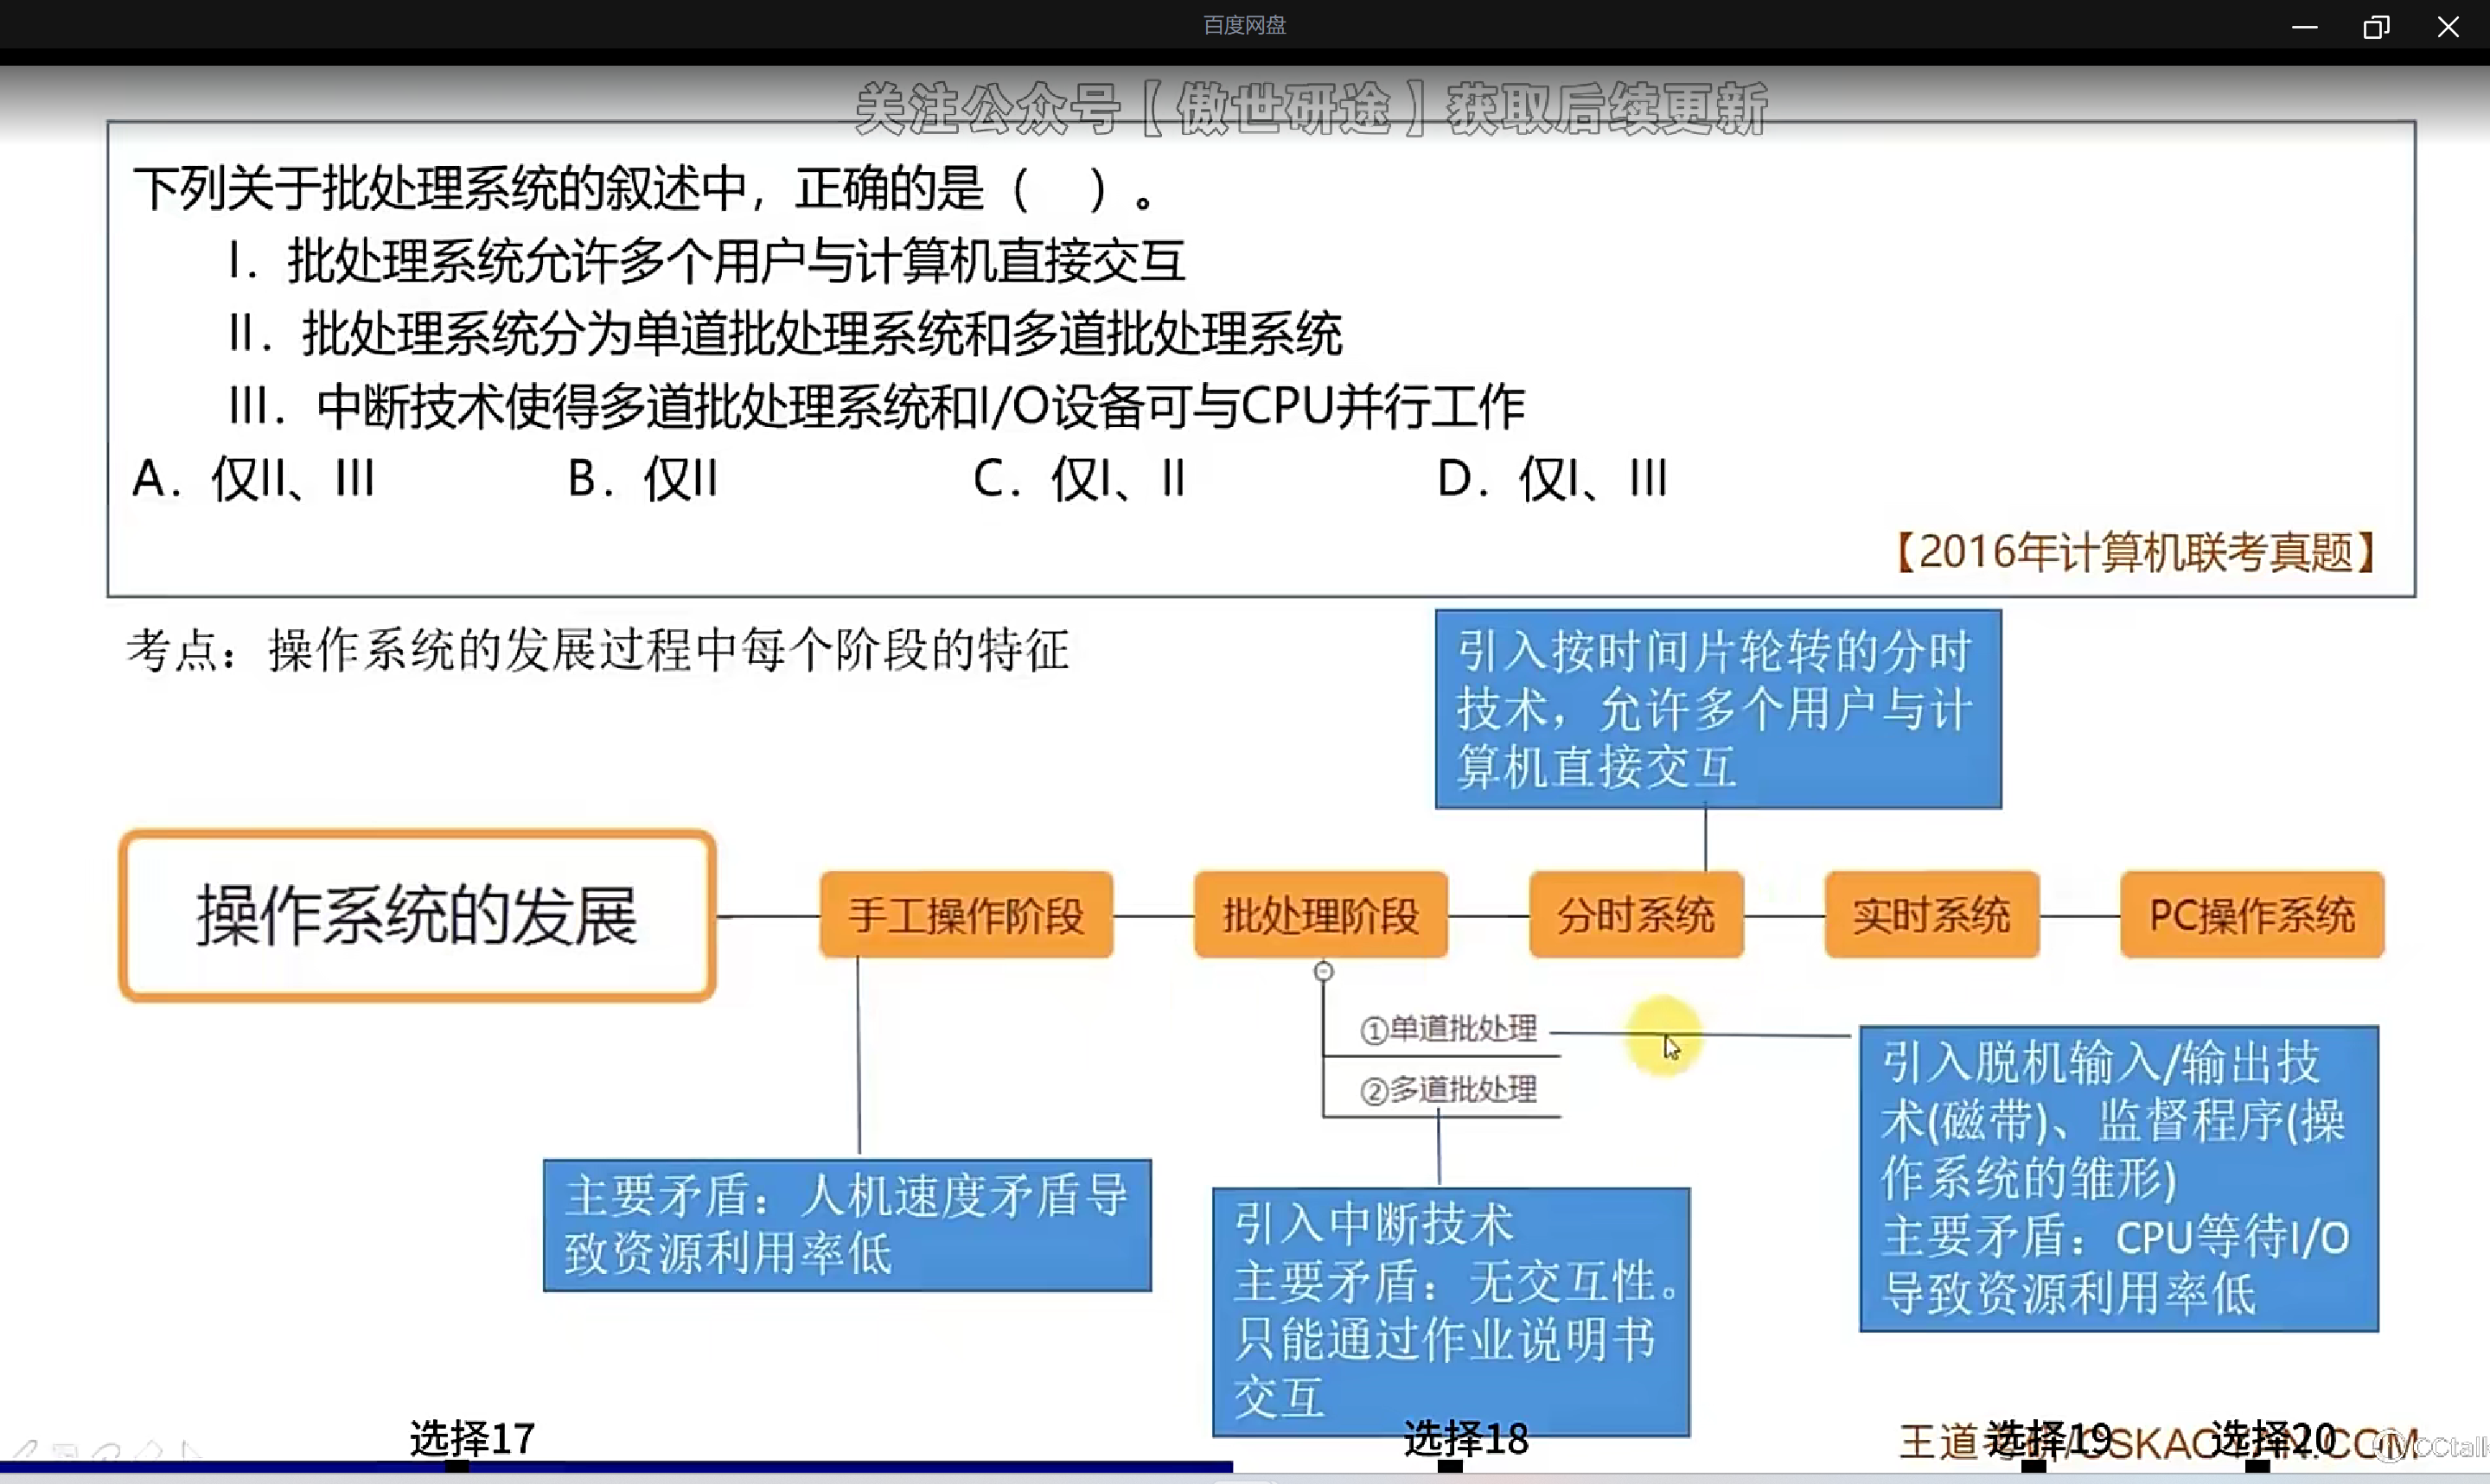 百度网盘
关注公众号【傲世研途】获取后续更新
下列关于批处理系统的叙述中，正确的是（ ）。
I. 批处理系统允许多个用户与计算机直接交互
II. 批处理系统分为单道批处理系统和多道批处理系统
III. 中断技术使得多道批处理系统和I/O设备可与CPU并行工作
A. 仅II、III B. 仅II C. 仅I、II D. 仅I、III
【2016年计算机联考真题】
考点：操作系统的发展过程中每个阶段的特征
引入按时间片轮转的分时
技术，允许多个用户与计
算机直接交互
操作系统的发展
手工操作阶段
批处理阶段
分时系统
实时系统
PC操作系统
①单道批处理
②多道批处理
引入脱机输入/输出技
术(磁带)、监督程序(操
作系统的雏形)
主要矛盾：CPU等待I/O
导致资源利用率低
主要矛盾：人机速度矛盾导
致资源利用率低
引入中断技术
主要矛盾：无交互性。
只能通过作业说明书
交互
选择17
选择18
选择19
选择20
王道
CCtalk